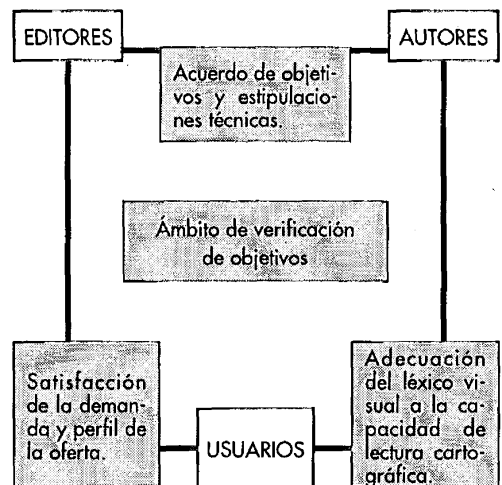 EDITORES
AUTORES
Acuerdo de objeti-
vos y estipulacio-
nes técnicas.
Ámbito de verificación
de objetivos
Satisfacción
de la deman-
da y perfil de
la oferta.
USUARIOS
Adecuación
del léxico vi-
sual a la ca-
pacidad de
lectura carto-
gráfica.